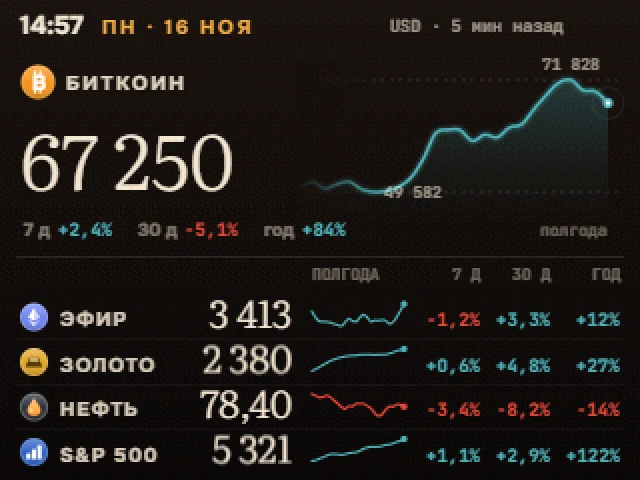 14:57 ПН · 16 НОЯ USD · 5 мин назад
71 828
БИТКОИН
67 250
49 582
7 д +2,4% 30 д -5,1% год +84% полгода
ПОЛГОДА 7 Д 30 Д ГОД
ЭФИР 3 413 -1,2% +3,3% +12%
ЗОЛОТО 2 380 +0,6% +4,8% +27%
НЕФТЬ 78,40 -3,4% -8,2% -14%
S&P 500 5 321 +1,1% +2,9% +122%